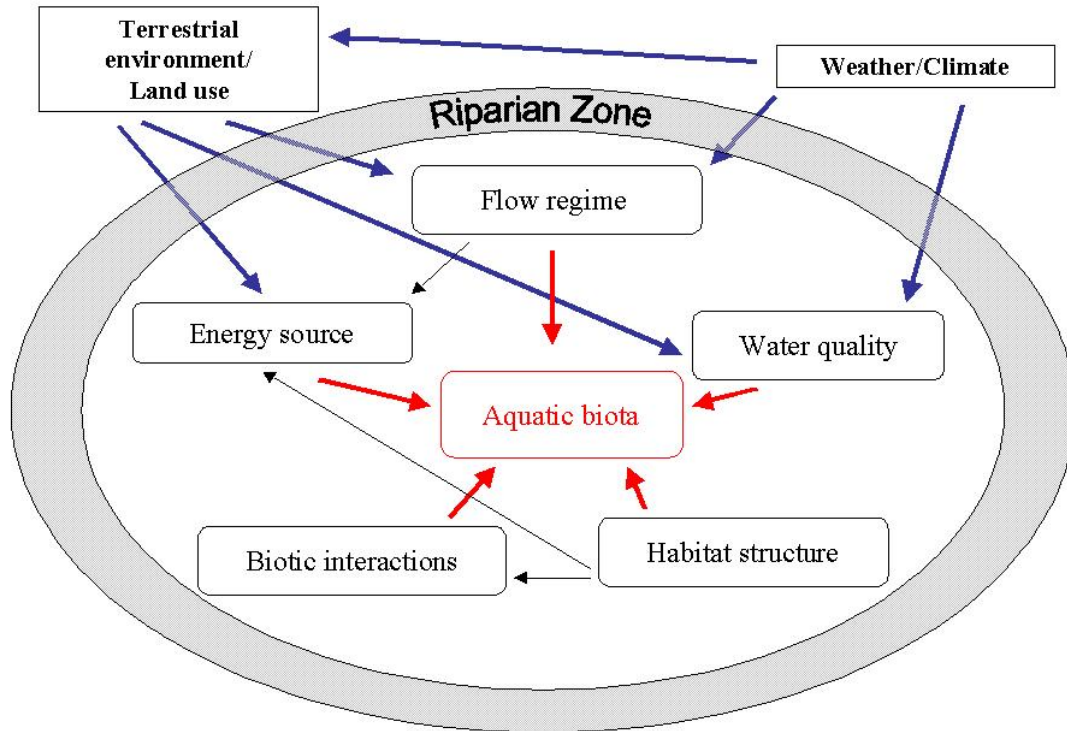 Terrestrial
environment/
Land use
Weather/Climate
Riparian Zone
Flow regime
Energy source
Water quality
Aquatic biota
Biotic interactions
Habitat structure